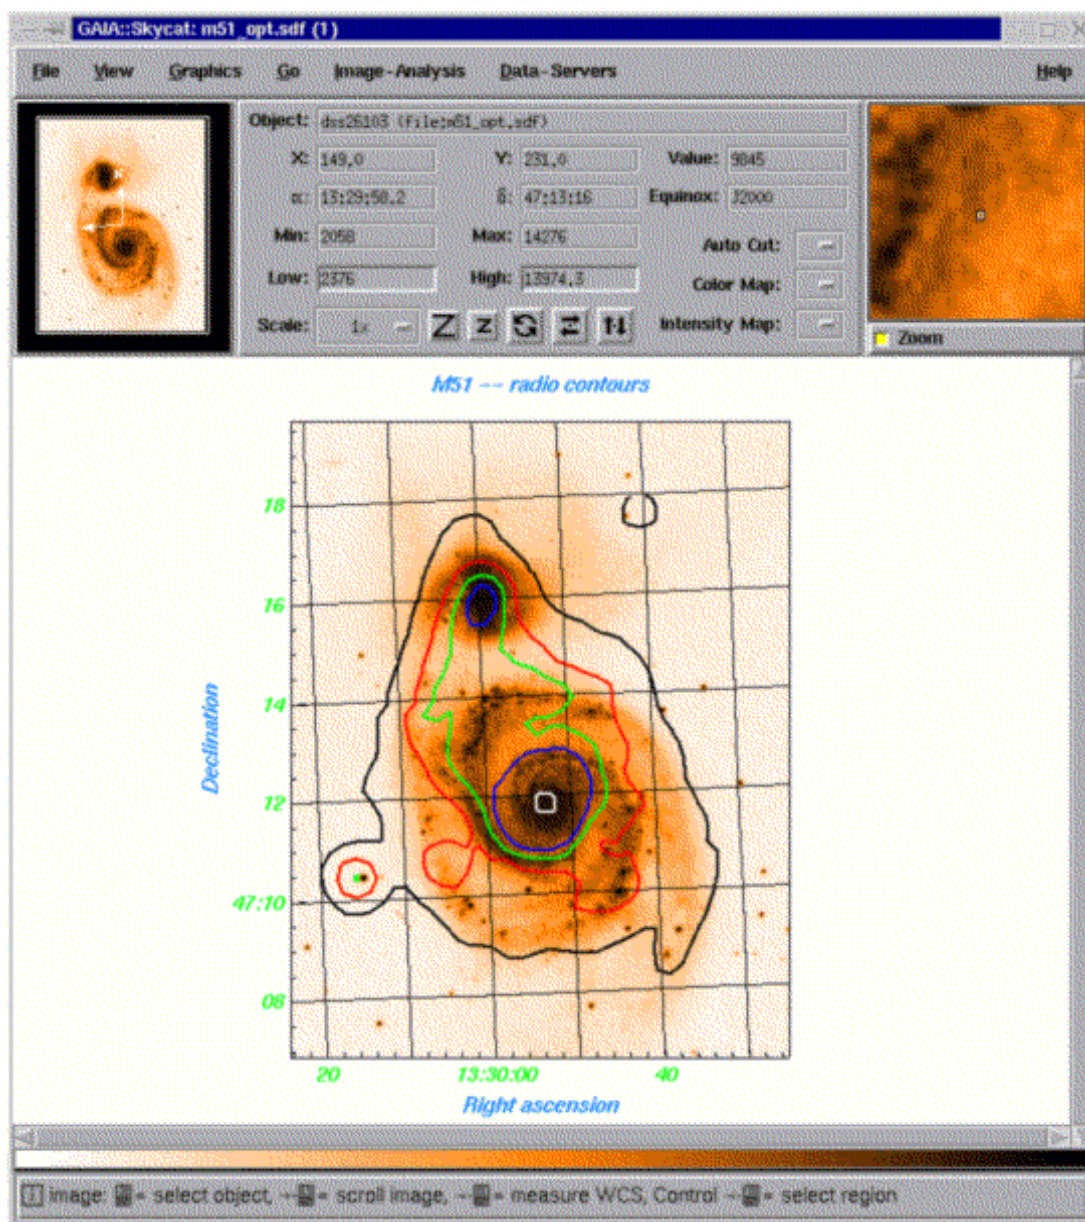 GAIA::Skycat: m51_opt.sdf (1)
File View Graphics Go Image-Analysis Data-Servers Help
Object: dss26103 (file:m51_opt.sdf)
X: 149.0 Y: 231.0 Value: 9845
α: 13:29:58.2 δ: 47:13:16 Equinox: J2000
Min: 2058 Max: 14276 Auto Cut:
Low: 2376 High: 13974.3 Color Map:
Scale: 1x Z z Intensity Map:
Zoom
M51 -- radio contours
18
16
14
Declination
12
47:10
08
20 13:30:00 40
Right ascension
image: = select object, = scroll image, = measure WCS, Control = select region